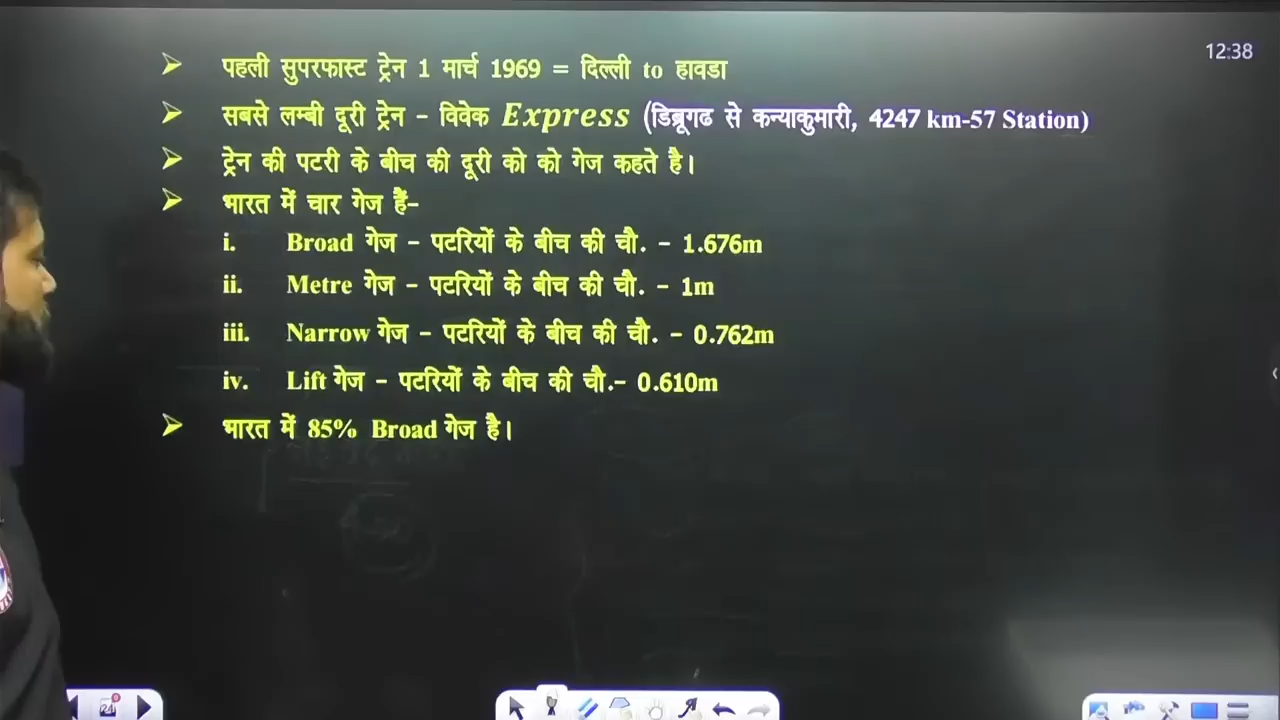 12:38
➤ पहली सुपरफास्ट ट्रेन 1 मार्च 1969 = दिल्ली to हावडा
➤ सबसे लम्बी दूरी ट्रेन – विवेक Express (डिब्रूगढ से कन्याकुमारी, 4247 km-57 Station)
➤ ट्रेन की पटरी के बीच की दूरी को को गेज कहते है।
➤ भारत में चार गेज हैं–
i. Broad गेज – पटरियों के बीच की चौ. – 1.676m
ii. Metre गेज – पटरियों के बीच की चौ. – 1m
iii. Narrow गेज – पटरियों के बीच की चौ. – 0.762m
iv. Lift गेज – पटरियों के बीच की चौ.– 0.610m
➤ भारत में 85% Broad गेज है।